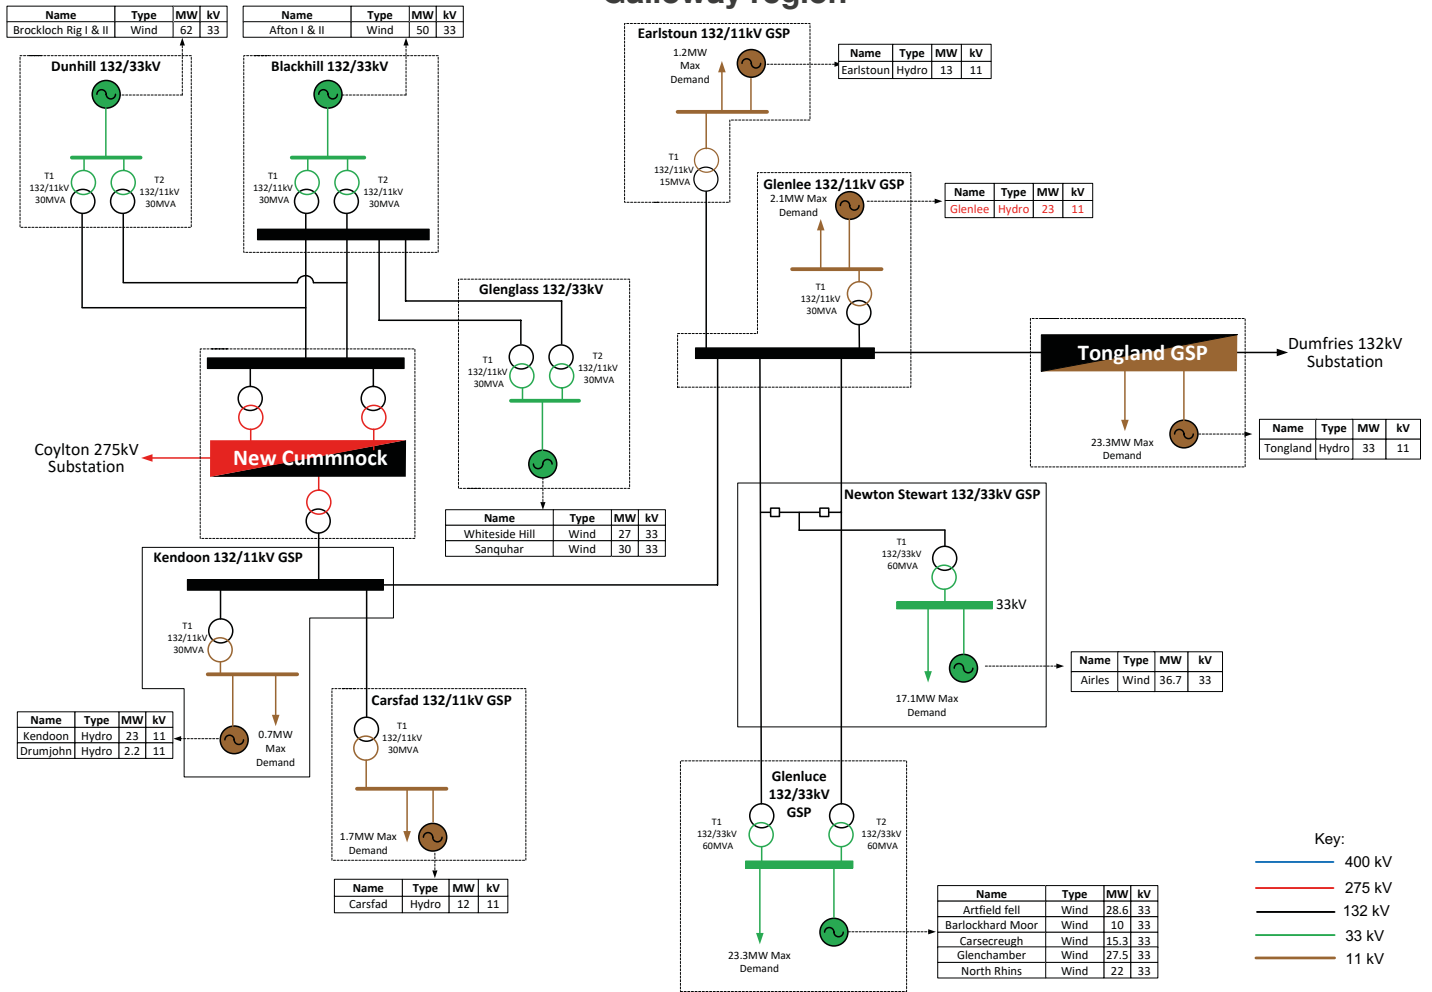 Galloway region
Name Type MW kV
Brockloch Rig I & II Wind 62 33
Name Type MW kV
Afton I & II Wind 50 33
Dunhill 132/33kV
T1
132/11kV
30MVA
T2
132/11kV
30MVA
Blackhill 132/33kV
T1
132/11kV
30MVA
T2
132/11kV
30MVA
Earlstoun 132/11kV GSP
1.2MW
Max
Demand
T1
132/11kV
15MVA
Name Type MW kV
Earlstoun Hydro 13 11
Glenlee 132/11kV GSP
2.1MW Max
Demand
T1
132/11kV
30MVA
Name Type MW kV
Glenlee Hydro 23 11
Glenglass 132/33kV
T1
132/11kV
30MVA
T2
132/11kV
30MVA
Name Type MW kV
Whiteside Hill Wind 27 33
Sanquhar Wind 30 33
Coylton 275kV
Substation
New Cummnock
Tongland GSP
23.3MW Max
Demand
Dumfries 132kV
Substation
Name Type MW kV
Tongland Hydro 33 11
Newton Stewart 132/33kV GSP
T1
132/33kV
60MVA
33kV
17.1MW Max
Demand
Name Type MW kV
Airles Wind 36.7 33
Kendoon 132/11kV GSP
T1
132/11kV
30MVA
0.7MW
Max
Demand
Name Type MW kV
Kendoon Hydro 23 11
Drumjohn Hydro 2.2 11
Carsfad 132/11kV GSP
T1
132/11kV
30MVA
1.7MW Max
Demand
Name Type MW kV
Carsfad Hydro 12 11
Glenluce
132/33kV
GSP
T1
132/33kV
60MVA
T2
132/33kV
60MVA
23.3MW Max
Demand
Name Type MW kV
Artfield fell Wind 28.6 33
Barlockhard Moor Wind 10 33
Carsecreugh Wind 15.3 33
Glenchamber Wind 27.5 33
North Rhins Wind 22 33
Key:
400 kV
275 kV
132 kV
33 kV
11 kV